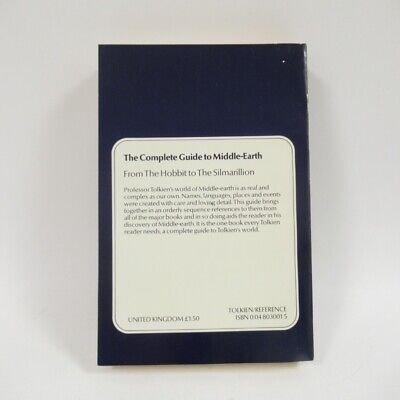 The Complete Guide to Middle-Earth
From The Hobbit to The Silmarillion
Professor Tolkien's world of Middle-earth is as real and
complex as our own. Names, languages, places and events
were created with care and loving detail. This guide brings
together in an orderly sequence references to them from
all of the major books and in so doing aids the reader in his
discovery of Middle-earth. it is the one book every Tolkien
reader needs, a complete guide to Tolkien's world.
TOLKIEN/REFERENCE
UNITED KINGDOM £1.50
ISBN 0 04 803001 5